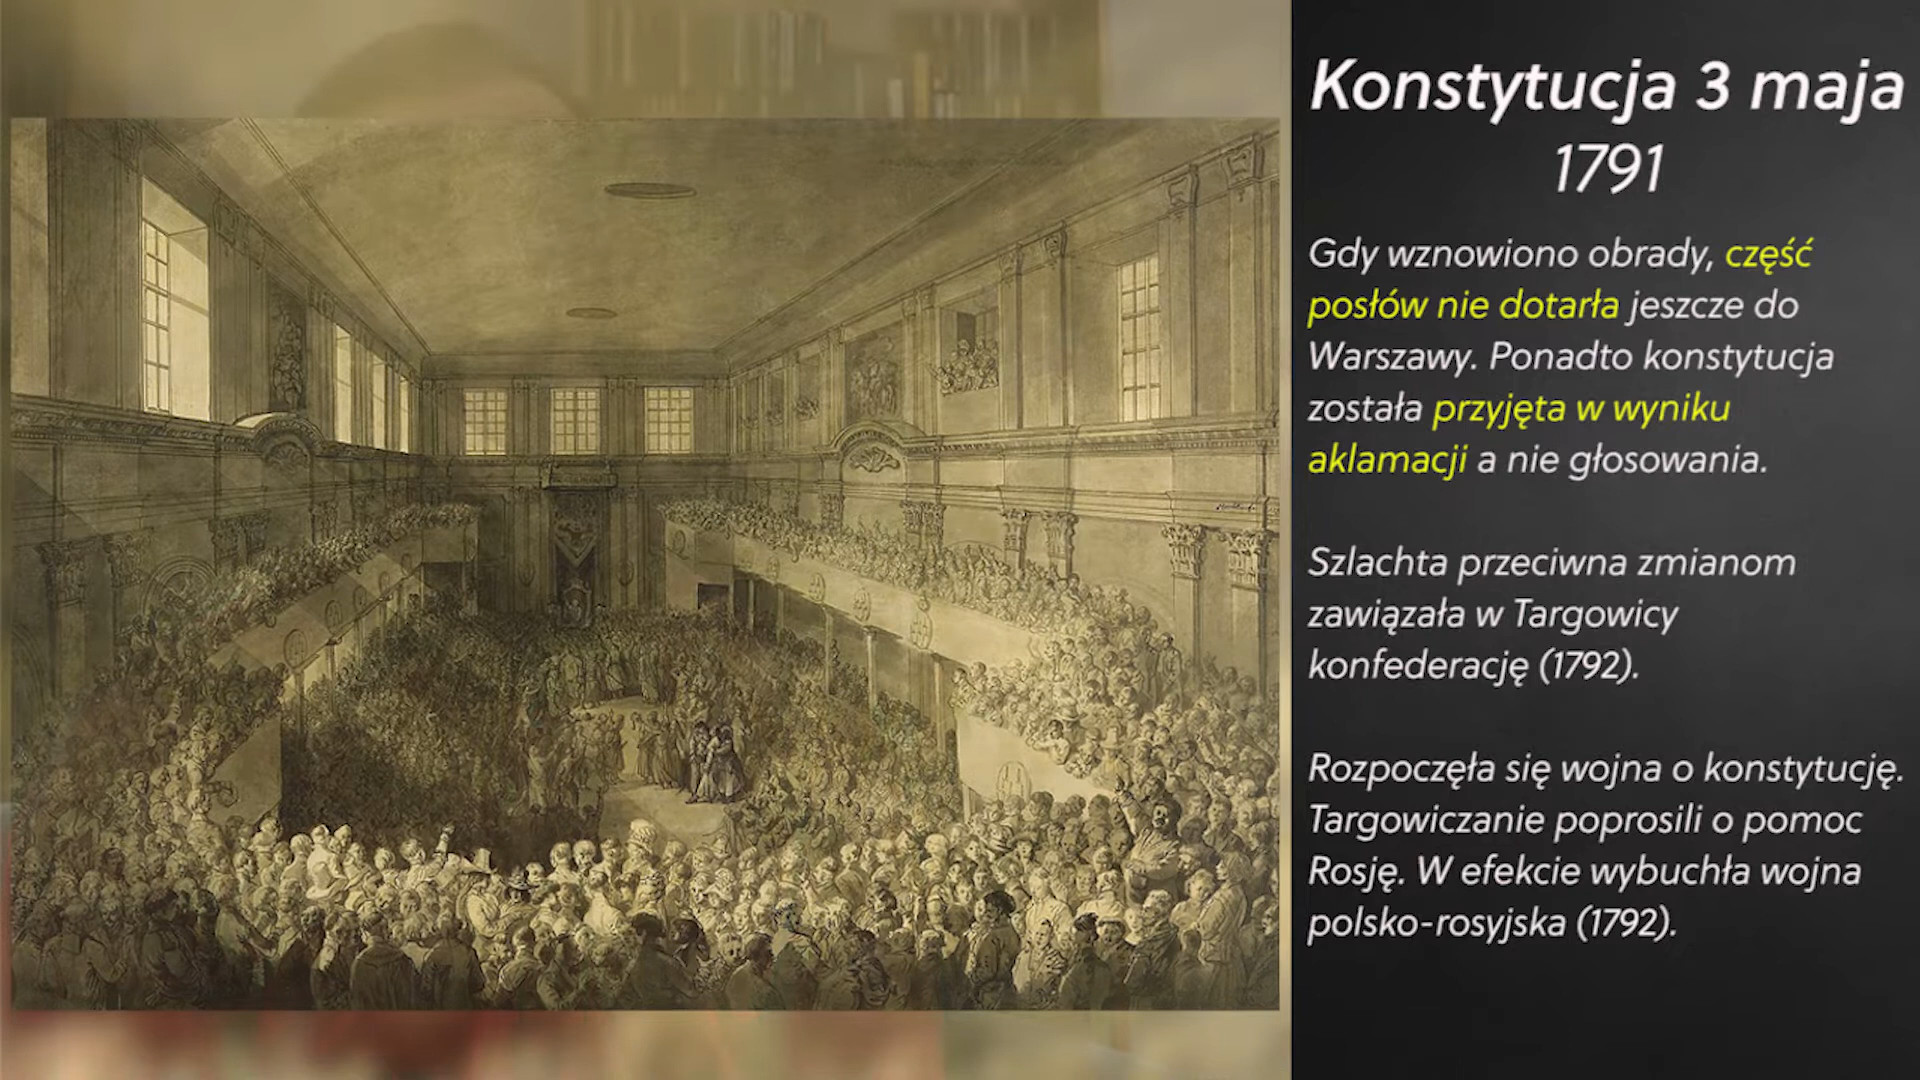 Konstytucja 3 maja
1791
Gdy wznowiono obrady, część
posłów nie dotarła jeszcze do
Warszawy. Ponadto konstytucja
została przyjęta w wyniku
aklamacji a nie głosowania.
Szlachta przeciwna zmianom
zawiązała w Targowicy
konfederację (1792).
Rozpoczęła się wojna o konstytucję.
Targowiczanie poprosili o pomoc
Rosję. W efekcie wybuchła wojna
polsko-rosyjska (1792).